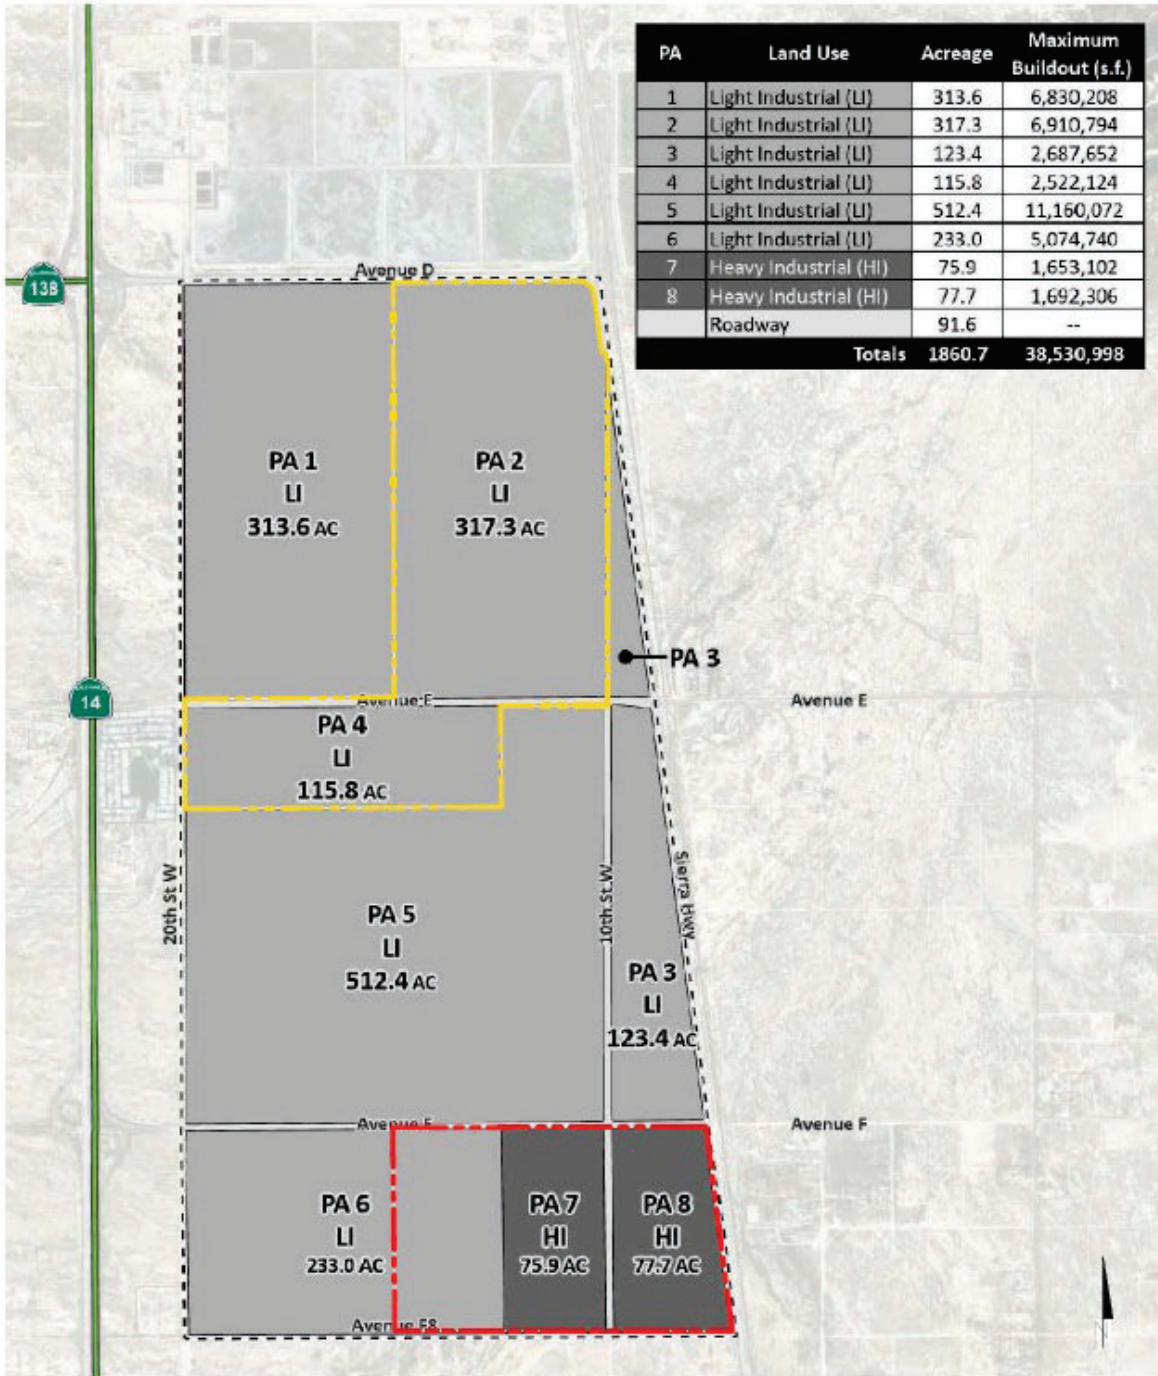 PA Land Use Acreage Maximum Buildout (s.f.)
1 Light Industrial (LI) 313.6 6,830,208
2 Light Industrial (LI) 317.3 6,910,794
3 Light Industrial (LI) 123.4 2,687,652
4 Light Industrial (LI) 115.8 2,522,124
5 Light Industrial (LI) 512.4 11,160,072
6 Light Industrial (LI) 233.0 5,074,740
7 Heavy Industrial (HI) 75.9 1,653,102
8 Heavy Industrial (HI) 77.7 1,692,306
Roadway 91.6 --
Totals 1860.7 38,530,998
Avenue D
138
PA 1
LI
313.6 AC
PA 2
LI
317.3 AC
PA 3
14
Avenue E
Avenue E
PA 4
LI
115.8 AC
20th St W
10th St W
Sierra Hwy
PA 5
LI
512.4 AC
PA 3
LI
123.4 AC
Avenue F
Avenue F
PA 6
LI
233.0 AC
PA 7
HI
75.9 AC
PA 8
HI
77.7 AC
Avenue F8